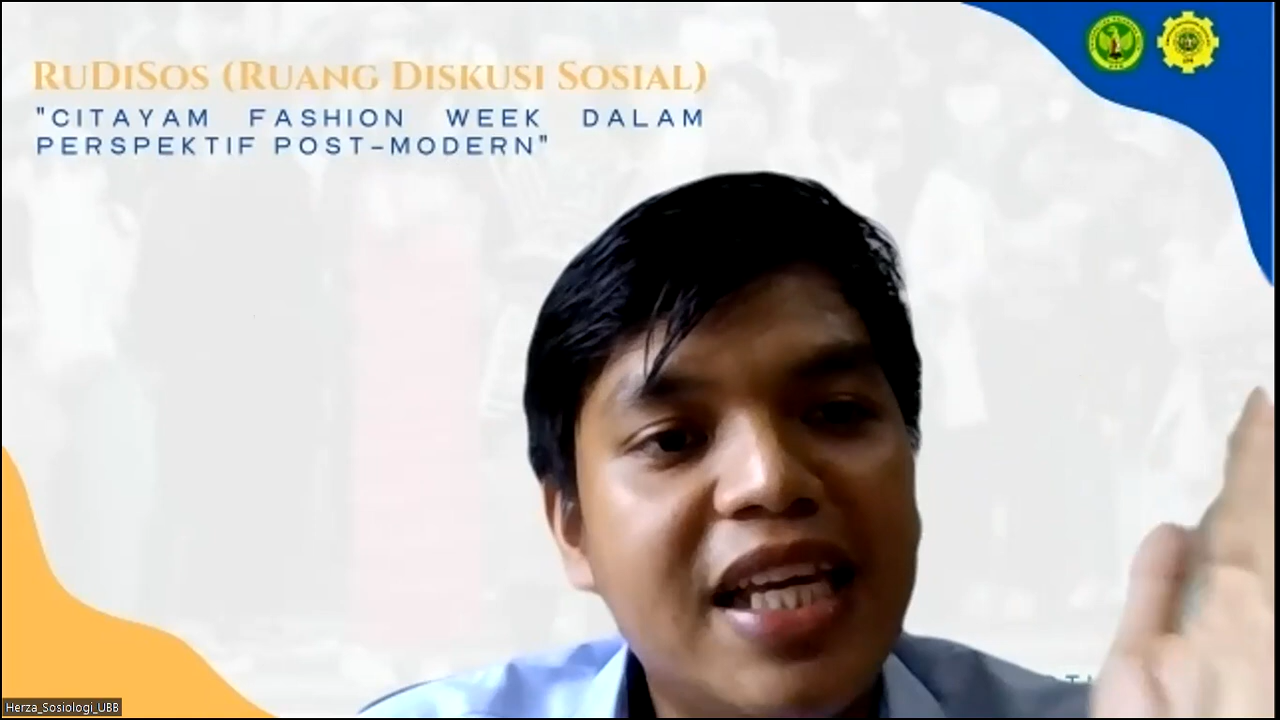 RuDiSos (Ruang Diskusi Sosial)
"CITAYAM FASHION WEEK DALAM
PERSPEKTIF POST-MODERN"
Herza_Sosiologi_UBB